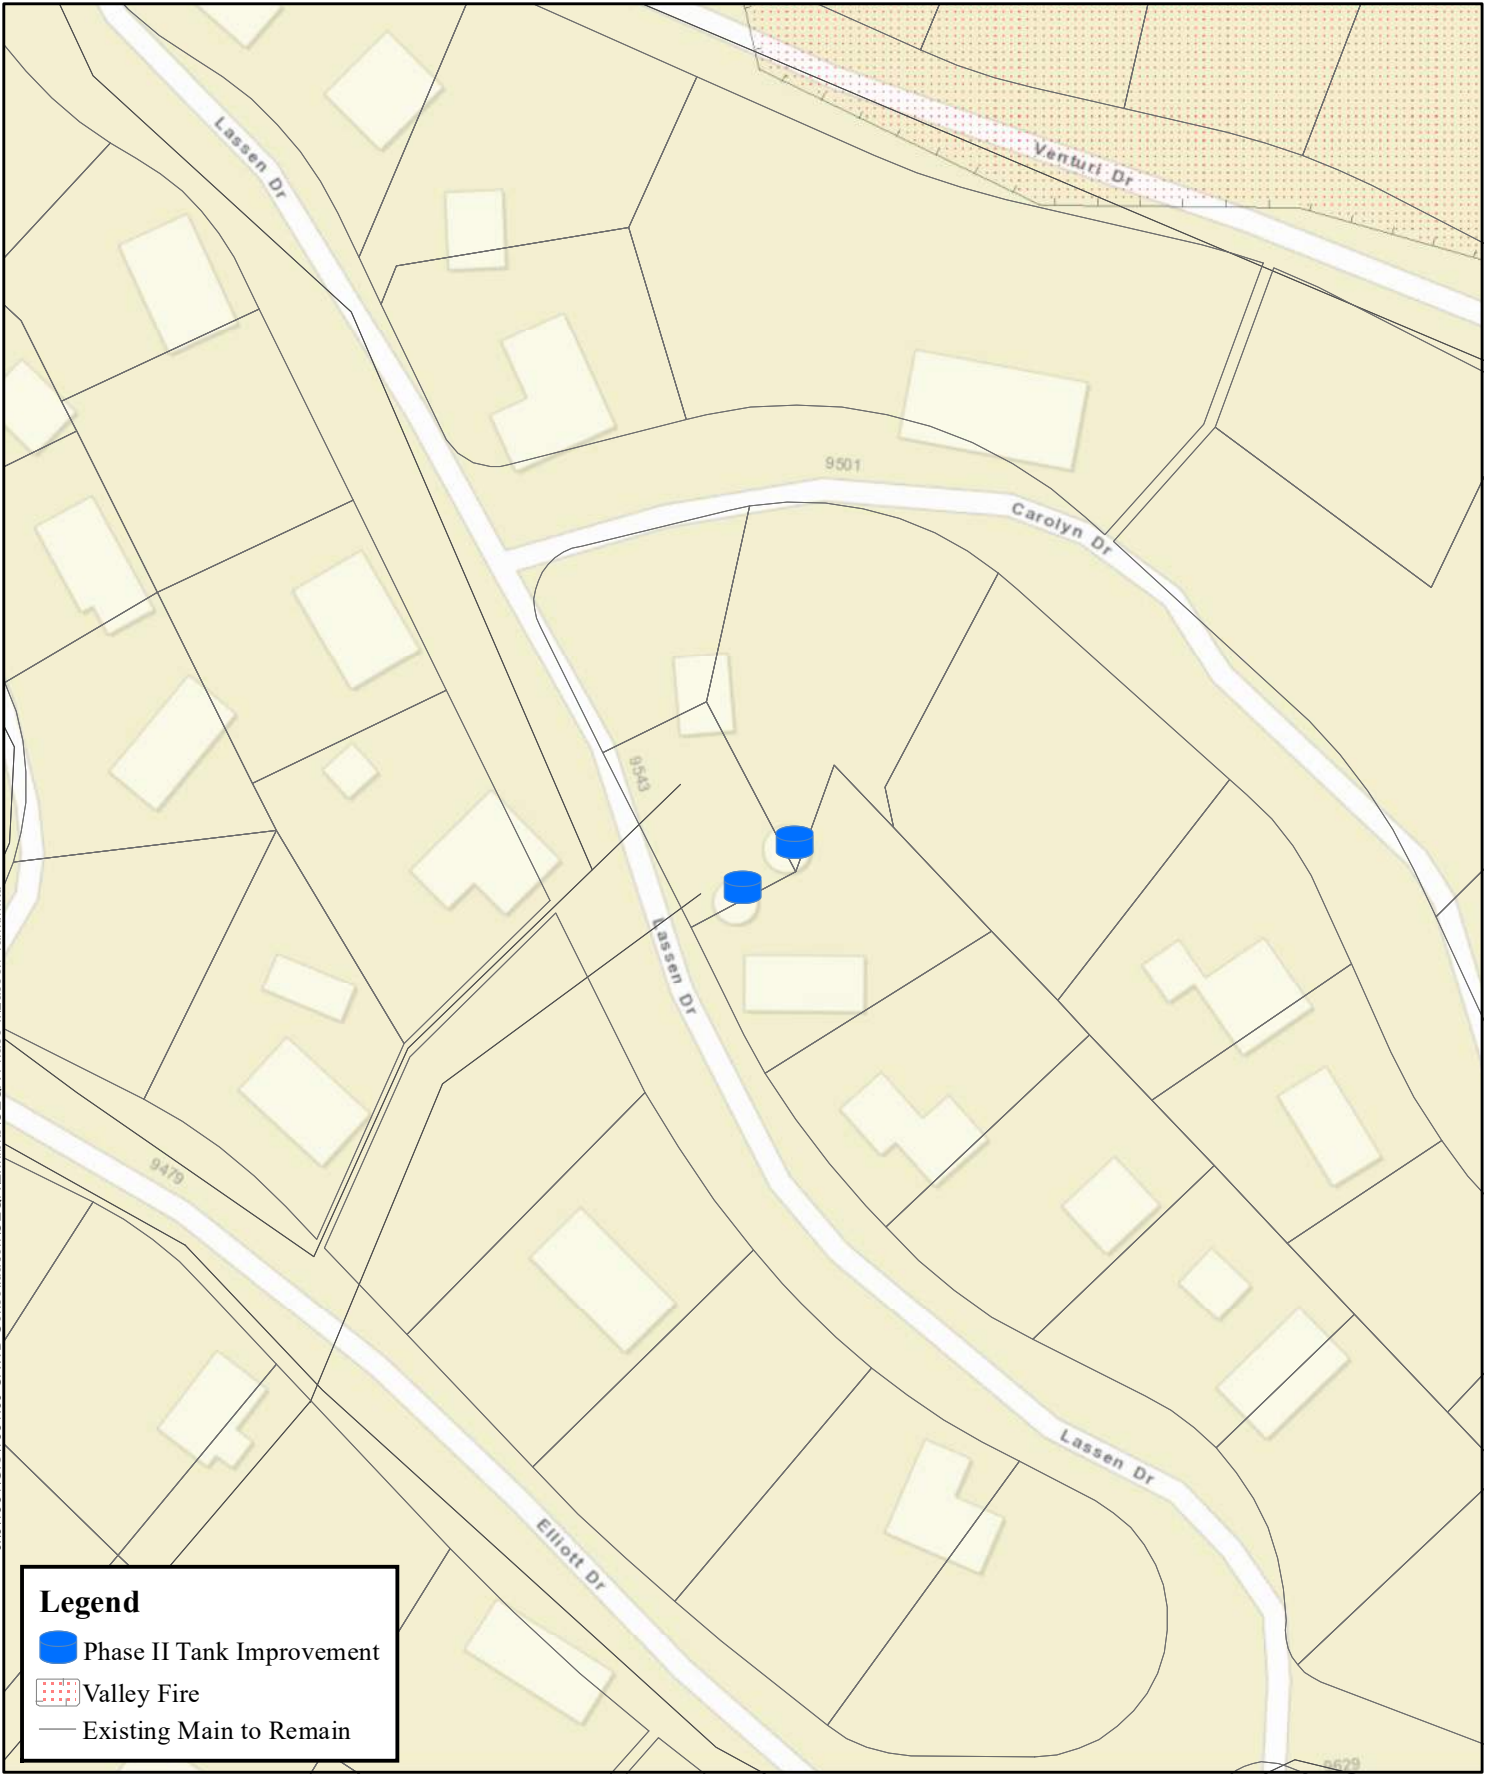 Lassen Dr
Venturi Dr
9501
Carolyn Dr
9543
Lassen Dr
9479
Lassen Dr
Elliott Dr
9629
Legend
Phase II Tank Improvement
Valley Fire
Existing Main to Remain